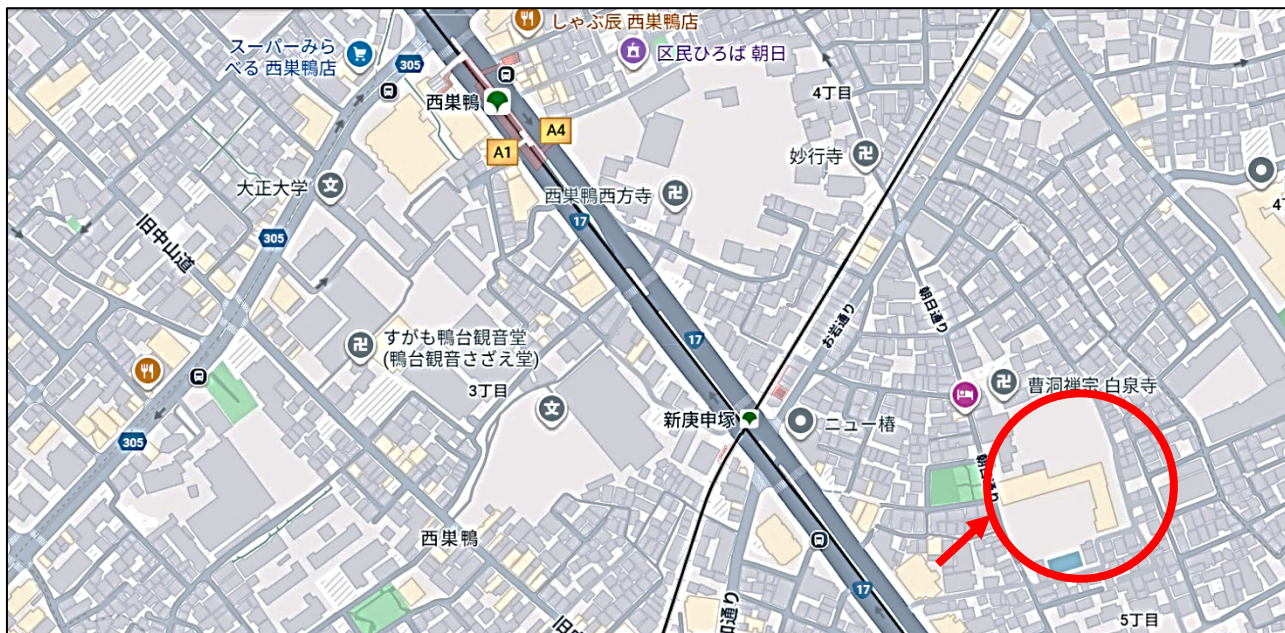 しゃぶ辰 西巣鴨店
スーパーみら
べる 西巣鴨店
区民ひろば 朝日
305
西巣鴨
4丁目
A4
A1
妙行寺
大正大学
西巣鴨西方寺
17
旧中山道
305
朝日通り
お岩通り
17
すがも鴨台観音堂
(鴨台観音さざえ堂)
3丁目
曹洞禅宗 白泉寺
新庚申塚
ニュー椿
305
朝日通り
西巣鴨
17
5丁目